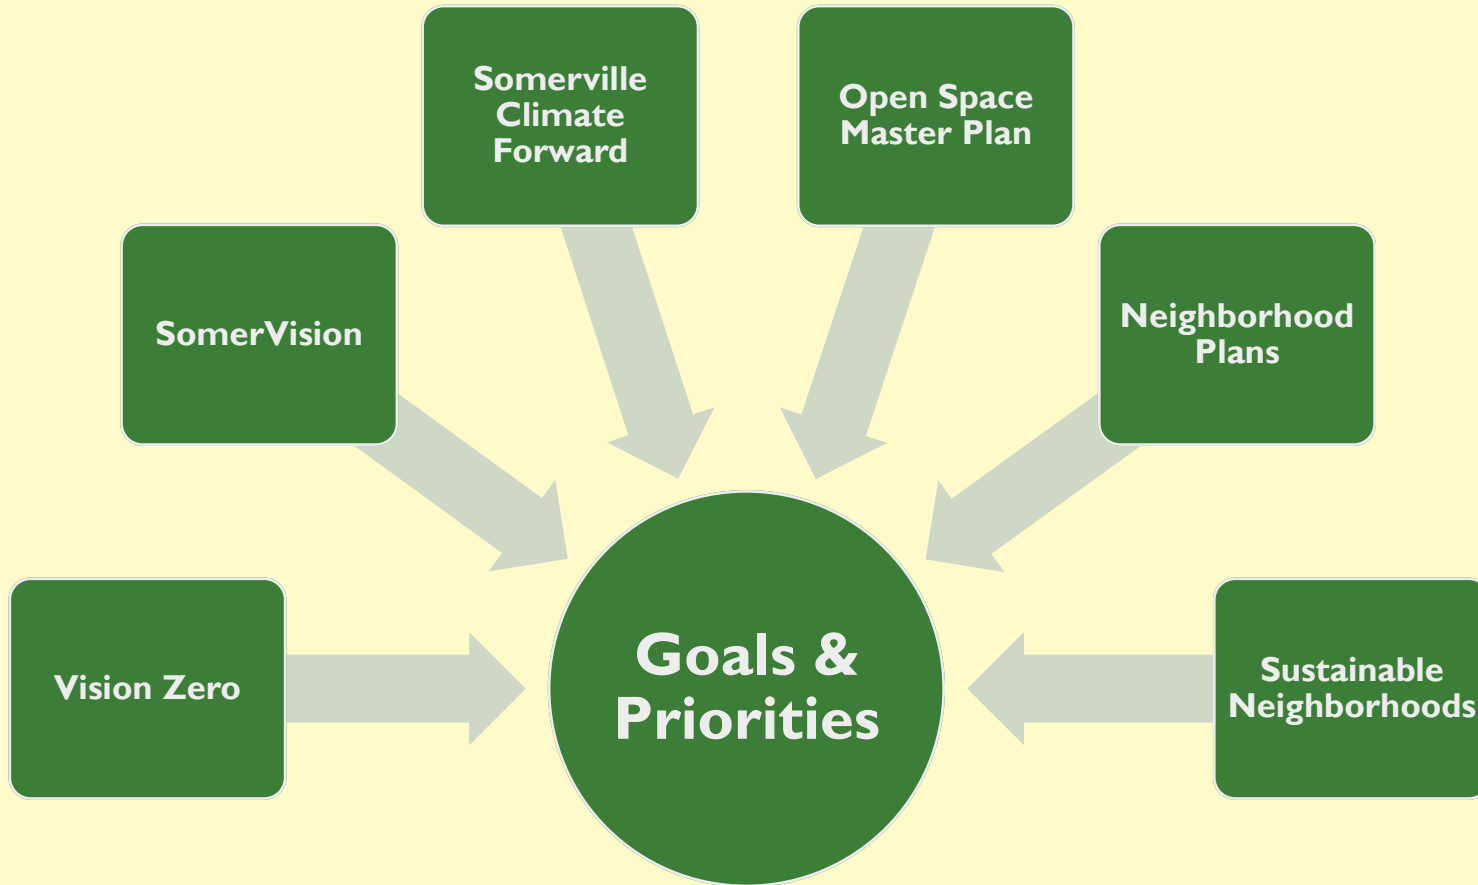 Somerville
Climate
Forward
Open Space
Master Plan
SomerVision
Neighborhood
Plans
Vision Zero
Goals &
Priorities
Sustainable
Neighborhoods